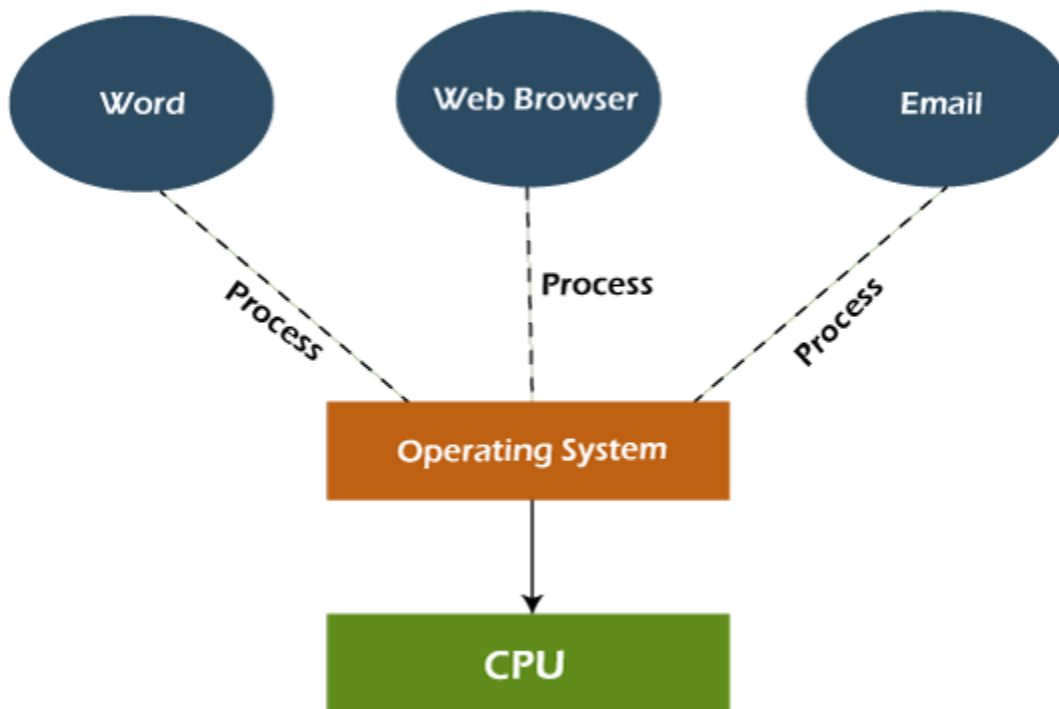 Word
Web Browser
Email
Process
Process
Process
Operating System
CPU